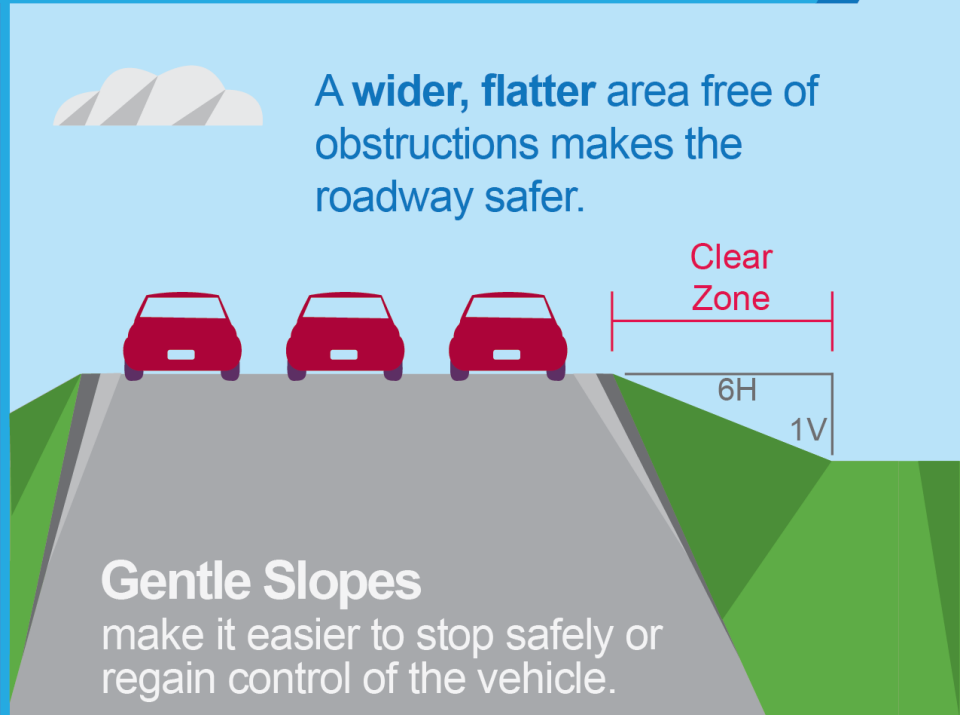 A wider, flatter area free of
obstructions makes the
roadway safer.
Clear
Zone
6H
1V
Gentle Slopes
make it easier to stop safely or
regain control of the vehicle.